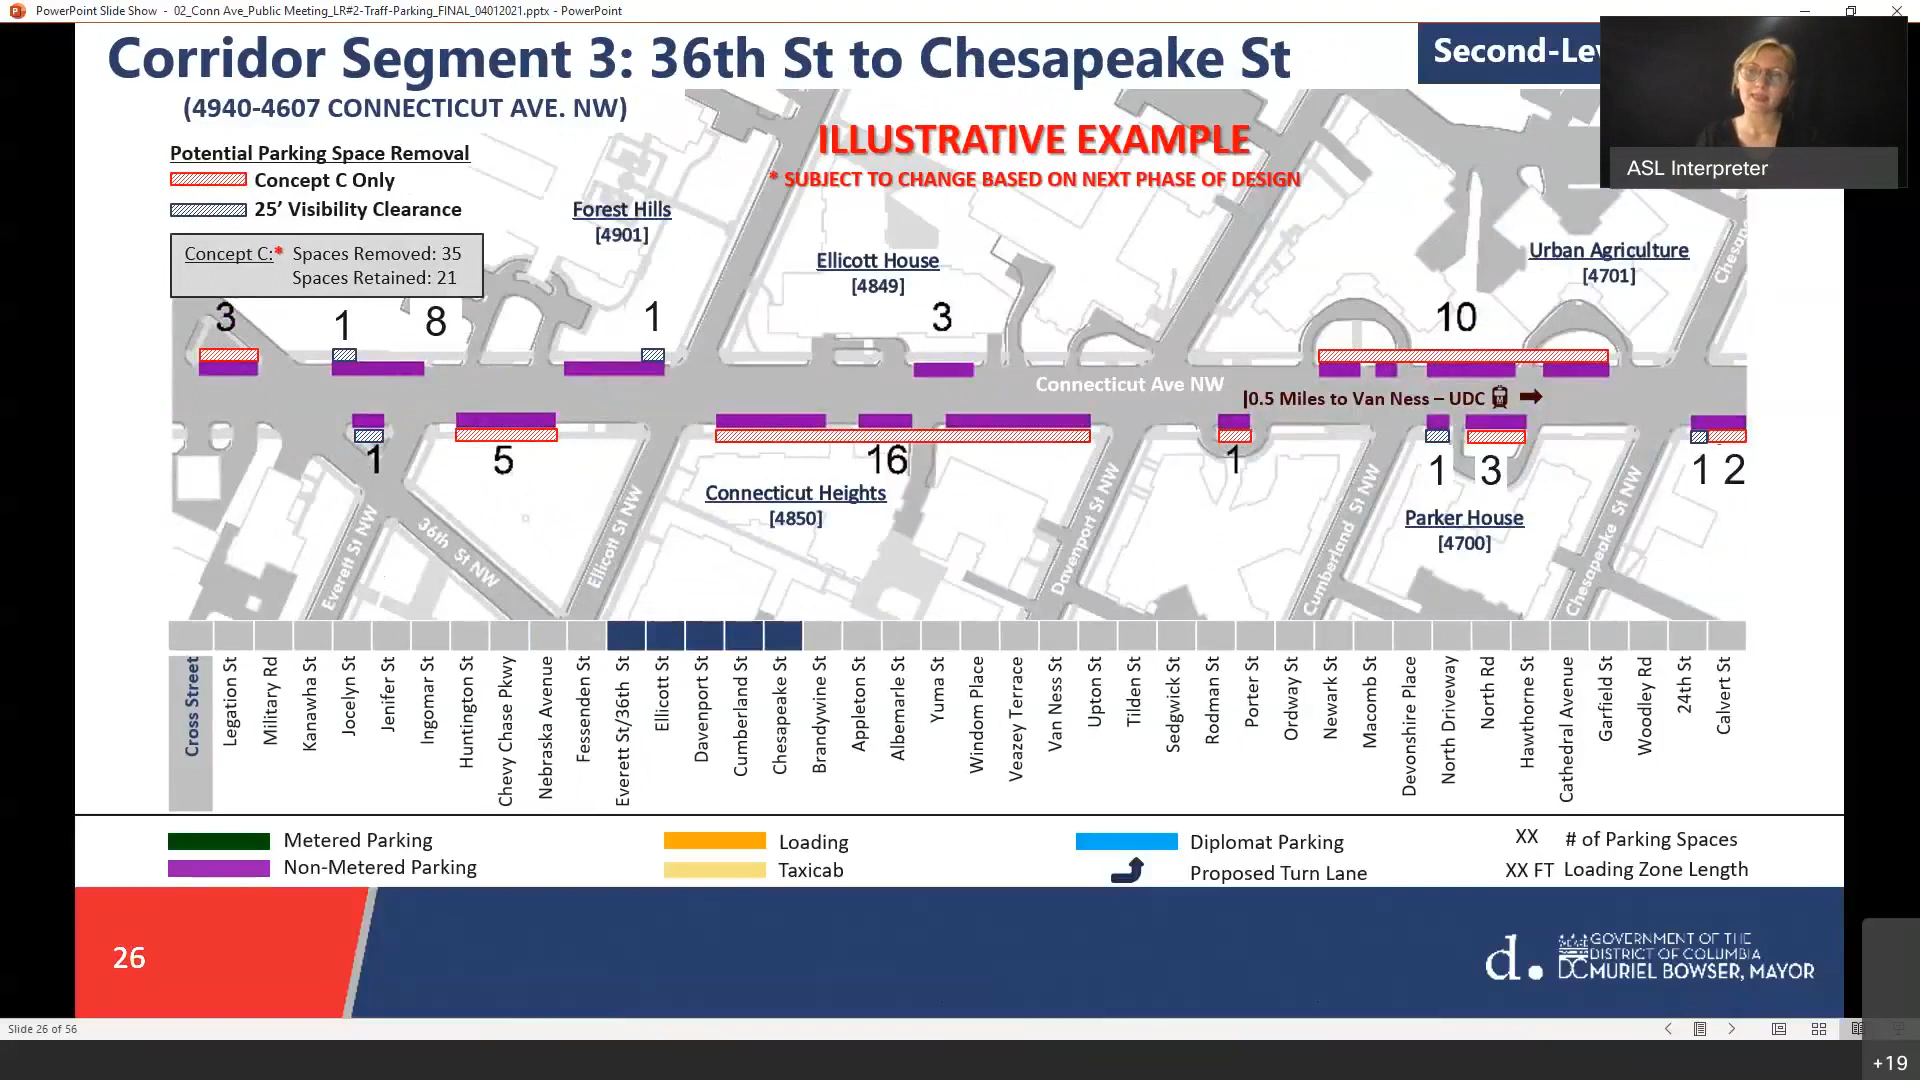 PowerPoint Slide Show - 02_Conn Ave_Public Meeting_LR#2-Traff-Parking_FINAL_04012021.pptx - PowerPoint
Corridor Segment 3: 36th St to Chesapeake St
(4940-4607 CONNECTICUT AVE. NW)
ASL Interpreter
ILLUSTRATIVE EXAMPLE
* SUBJECT TO CHANGE BASED ON NEXT PHASE OF DESIGN
Potential Parking Space Removal
Concept C Only
25’ Visibility Clearance
Concept C:* Spaces Removed: 35
Spaces Retained: 21
Forest Hills
[4901]
Ellicott House
[4849]
Urban Agriculture
[4701]
3 1 8 1 3 10
Connecticut Ave NW
|0.5 Miles to Van Ness – UDC M
1 5 16 1 1 3 1 2
Connecticut Heights
[4850]
Parker House
[4700]
Everett St NW
36th St NW
Ellicott St NW
Davenport St NW
Cumberland St NW
Chesapeake St NW
Cross Street
Legation St
Military Rd
Kanawha St
Jocelyn St
Jenifer St
Ingomar St
Huntington St
Chevy Chase Pkwy
Nebraska Avenue
Fessenden St
Everett St/36th St
Ellicott St
Davenport St
Cumberland St
Chesapeake St
Brandywine St
Appleton St
Albemarle St
Yuma St
Windom Place
Veazey Terrace
Van Ness St
Upton St
Tilden St
Sedgwick St
Rodman St
Porter St
Ordway St
Newark St
Macomb St
Devonshire Place
North Driveway
North Rd
Hawthorne St
Cathedral Avenue
Garfield St
Woodley Rd
24th St
Calvert St
Metered Parking
Non-Metered Parking
Loading
Taxicab
Diplomat Parking
Proposed Turn Lane
XX # of Parking Spaces
XX FT Loading Zone Length
26
d.
GOVERNMENT OF THE
DISTRICT OF COLUMBIA
DC MURIEL BOWSER, MAYOR
Slide 26 of 56
+19